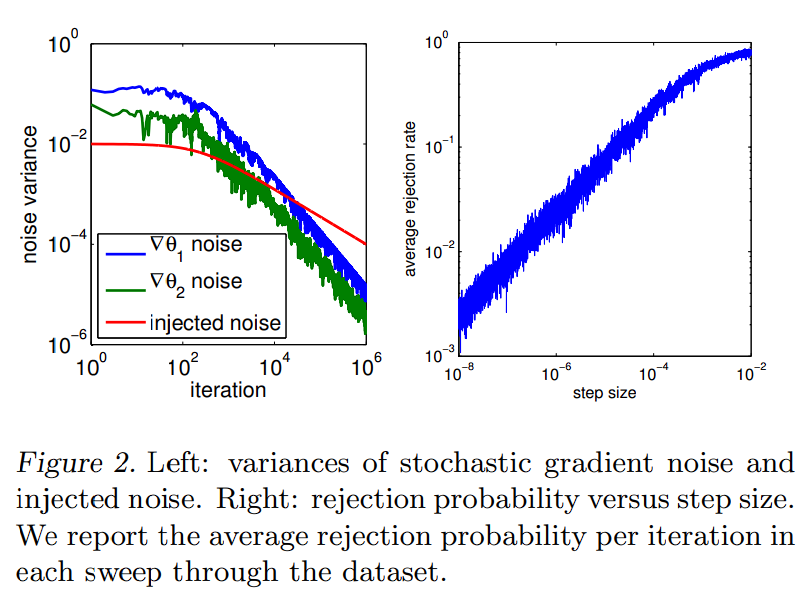 10^0
10^-2
10^-4
10^-6
noise variance
∇θ_1 noise
∇θ_2 noise
injected noise
10^0 10^2 10^4 10^6
iteration
10^0
10^-1
10^-2
10^-3
average rejection rate
10^-8 10^-6 10^-4 10^-2
step size
Figure 2. Left: variances of stochastic gradient noise and
injected noise. Right: rejection probability versus step size.
We report the average rejection probability per iteration in
each sweep through the dataset.